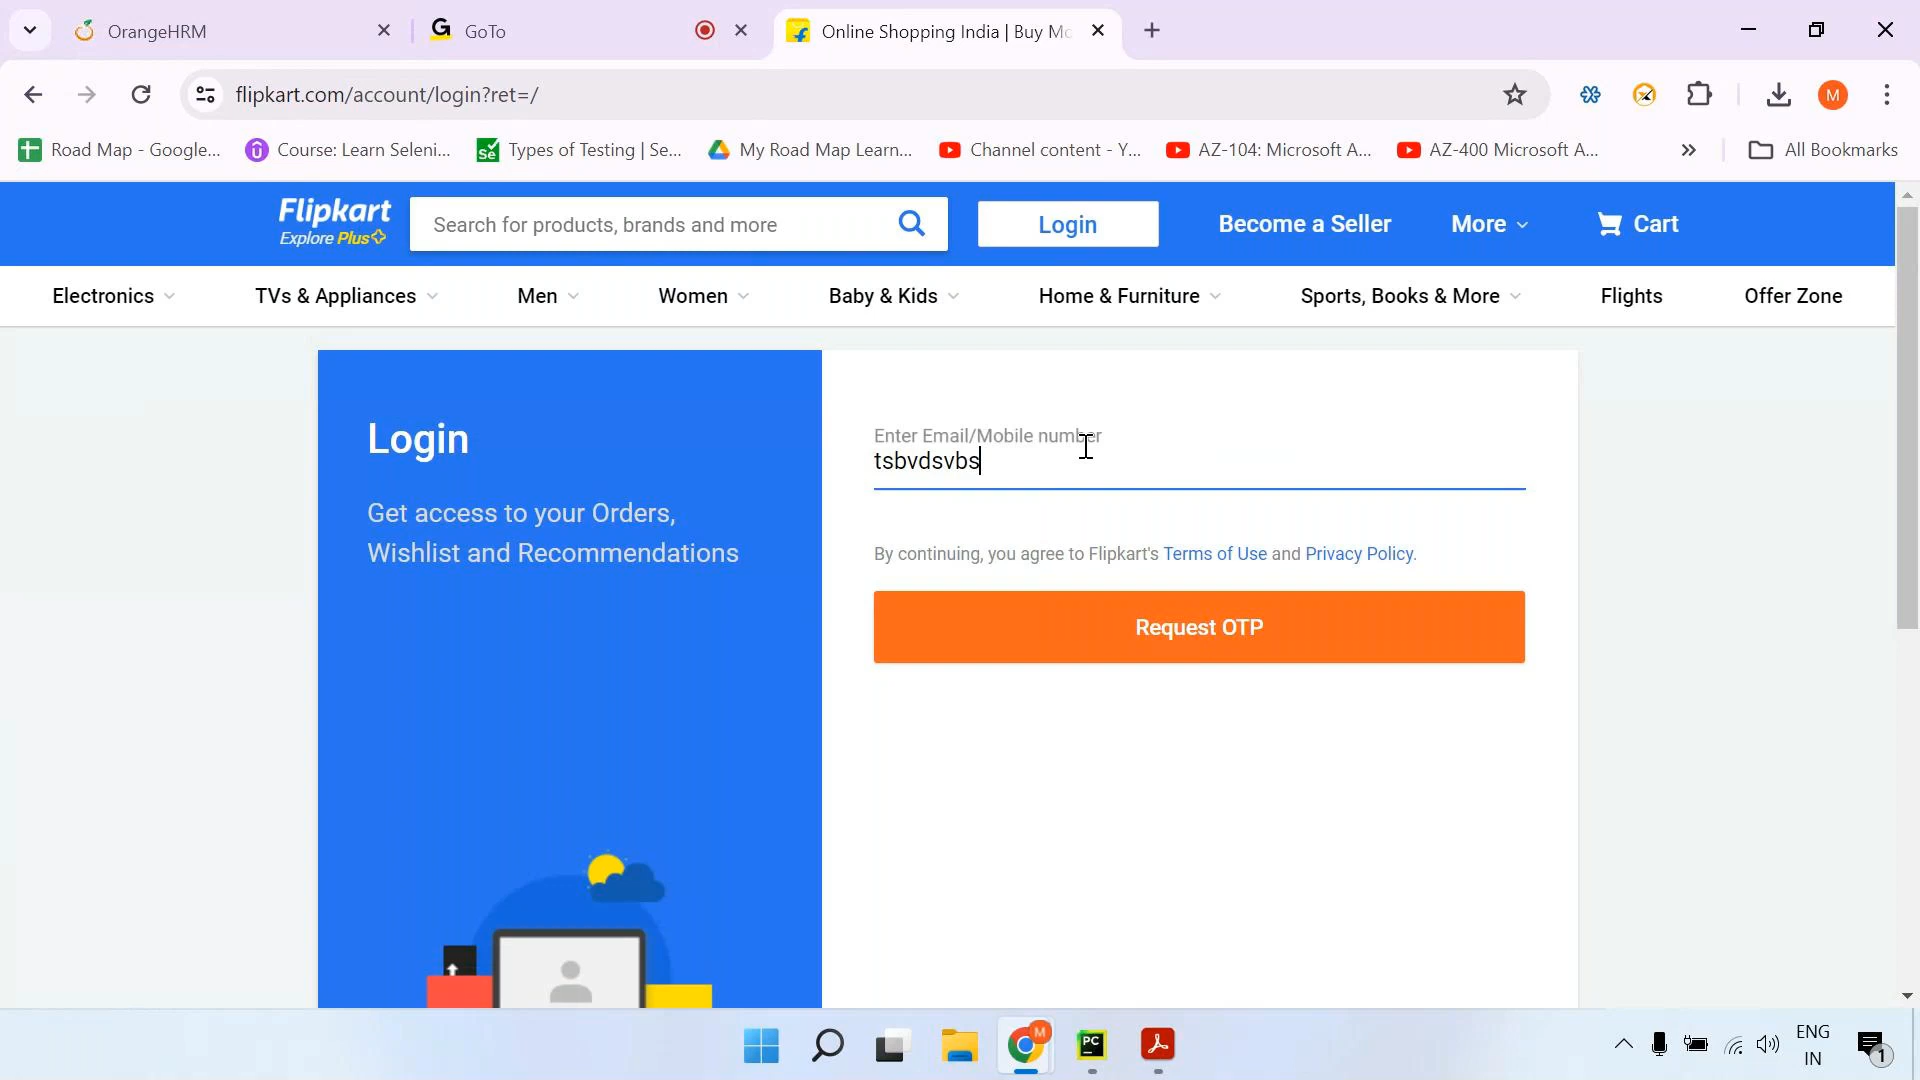 OrangeHRM
GoTo
Online Shopping India | Buy Mo
flipkart.com/account/login?ret=/
M
Road Map - Google...
Course: Learn Seleni...
Types of Testing | Se...
My Road Map Learn...
Channel content - Y...
AZ-104: Microsoft A...
AZ-400 Microsoft A...
All Bookmarks
Flipkart
Explore Plus
Search for products, brands and more
Login
Become a Seller
More
Cart
Electronics
TVs & Appliances
Men
Women
Baby & Kids
Home & Furniture
Sports, Books & More
Flights
Offer Zone
Login
Get access to your Orders,
Wishlist and Recommendations
Enter Email/Mobile number
tsbvdsvbs
By continuing, you agree to Flipkart's Terms of Use and Privacy Policy.
Request OTP
M
PC
ENG
IN
1